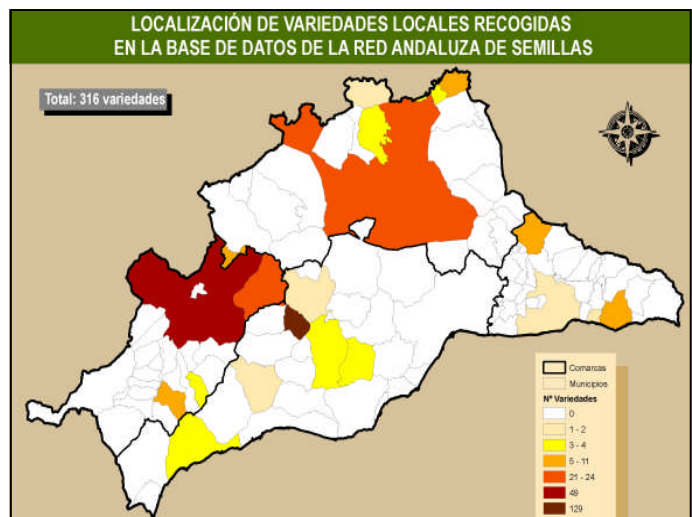 LOCALIZACIÓN DE VARIEDADES LOCALES RECOGIDAS
EN LA BASE DE DATOS DE LA RED ANDALUZA DE SEMILLAS
Total: 316 variedades
Comarcas
Municipios
Nº Variedades
0
1 - 2
3 - 4
5 - 11
21 - 24
49
129